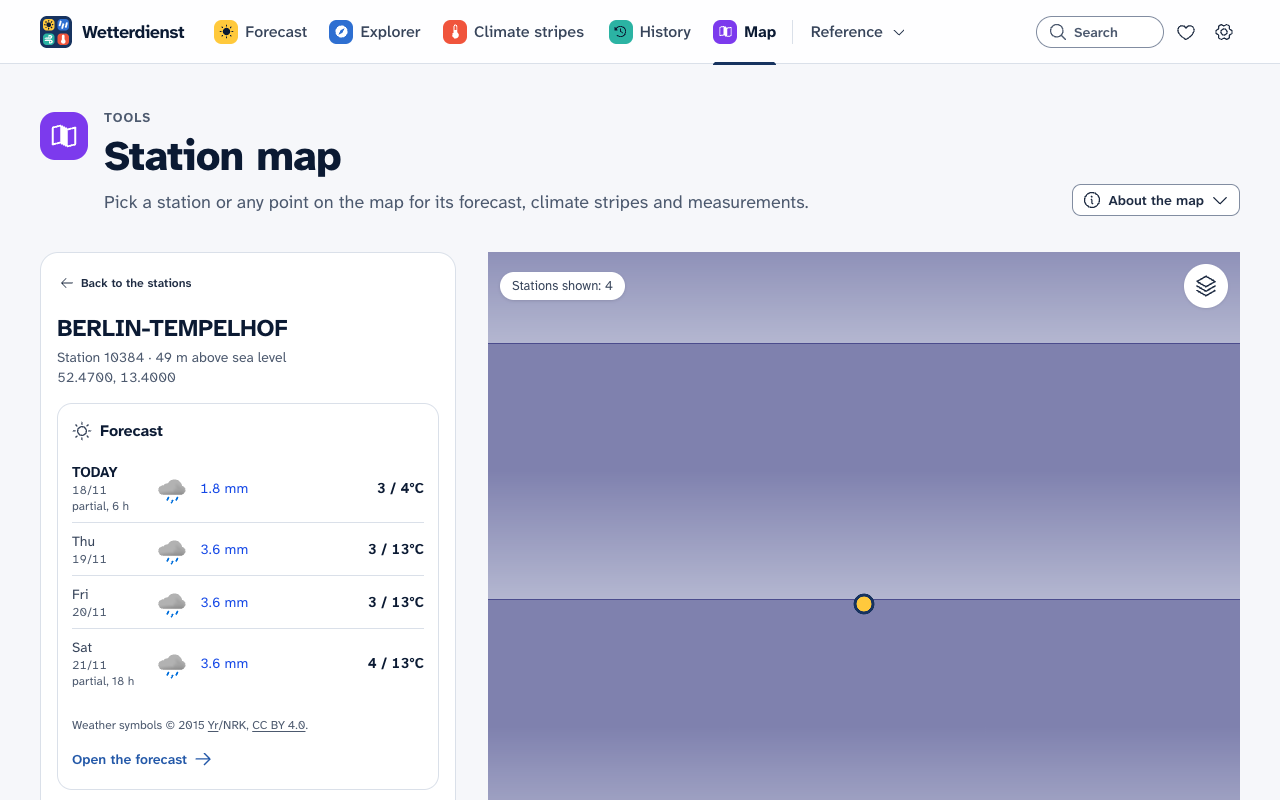 Wetterdienst
Forecast
Explorer
Climate stripes
History
Map
Reference
Search
TOOLS
Station map
Pick a station or any point on the map for its forecast, climate stripes and measurements.
About the map
Back to the stations
BERLIN-TEMPELHOF
Station 10384 · 49 m above sea level
52.4700, 13.4000
Forecast
TODAY
18/11
partial, 6 h
1.8 mm
3 / 4°C
Thu
19/11
3.6 mm
3 / 13°C
Fri
20/11
3.6 mm
3 / 13°C
Sat
21/11
partial, 18 h
3.6 mm
4 / 13°C
Weather symbols © 2015 Yr/NRK, CC BY 4.0.
Open the forecast
Stations shown: 4